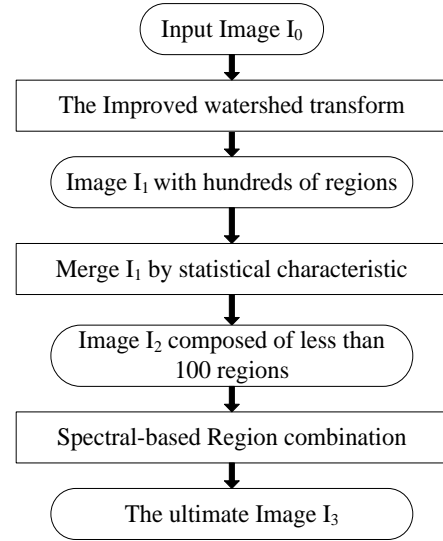 Input Image I₀
The Improved watershed transform
Image I₁ with hundreds of regions
Merge I₁ by statistical characteristic
Image I₂ composed of less than
100 regions
Spectral-based Region combination
The ultimate Image I₃